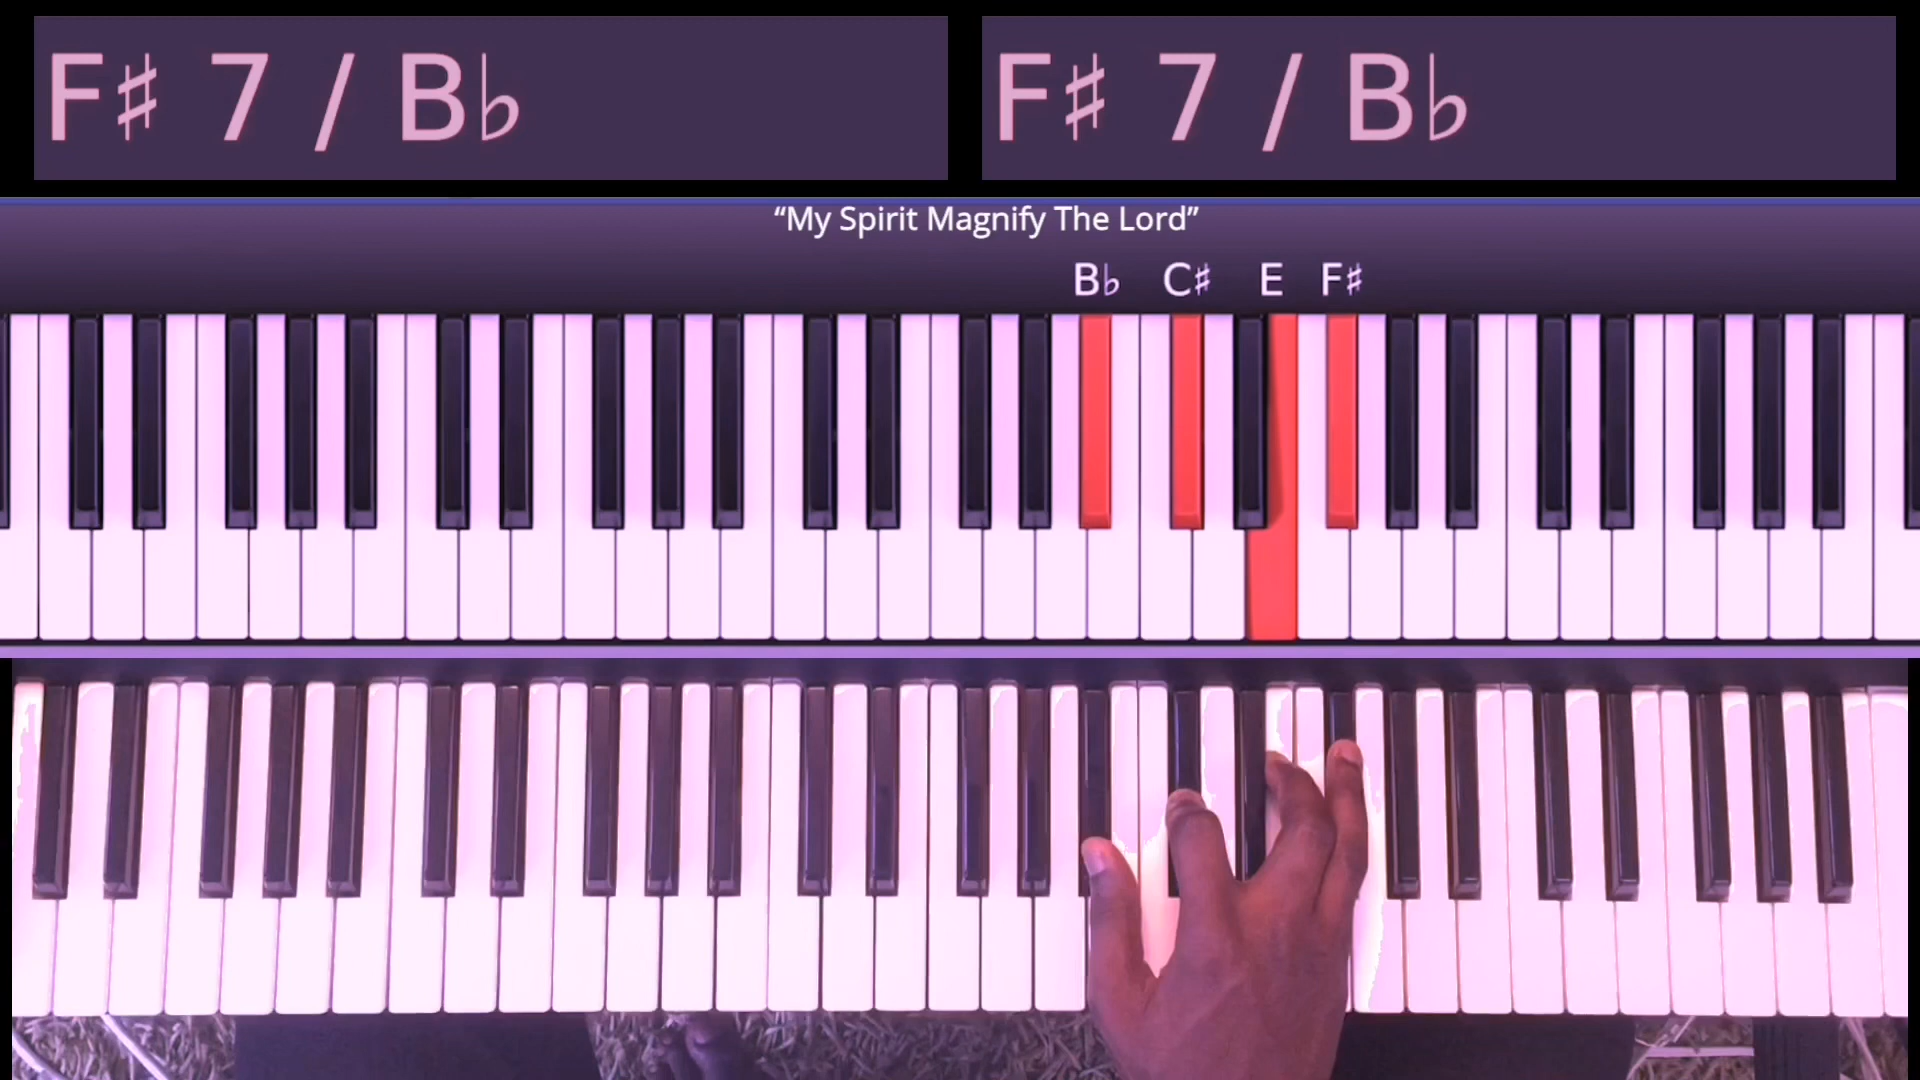 F♯ 7 / B♭
F♯ 7 / B♭
“My Spirit Magnify The Lord”
B♭ C♯ E F♯